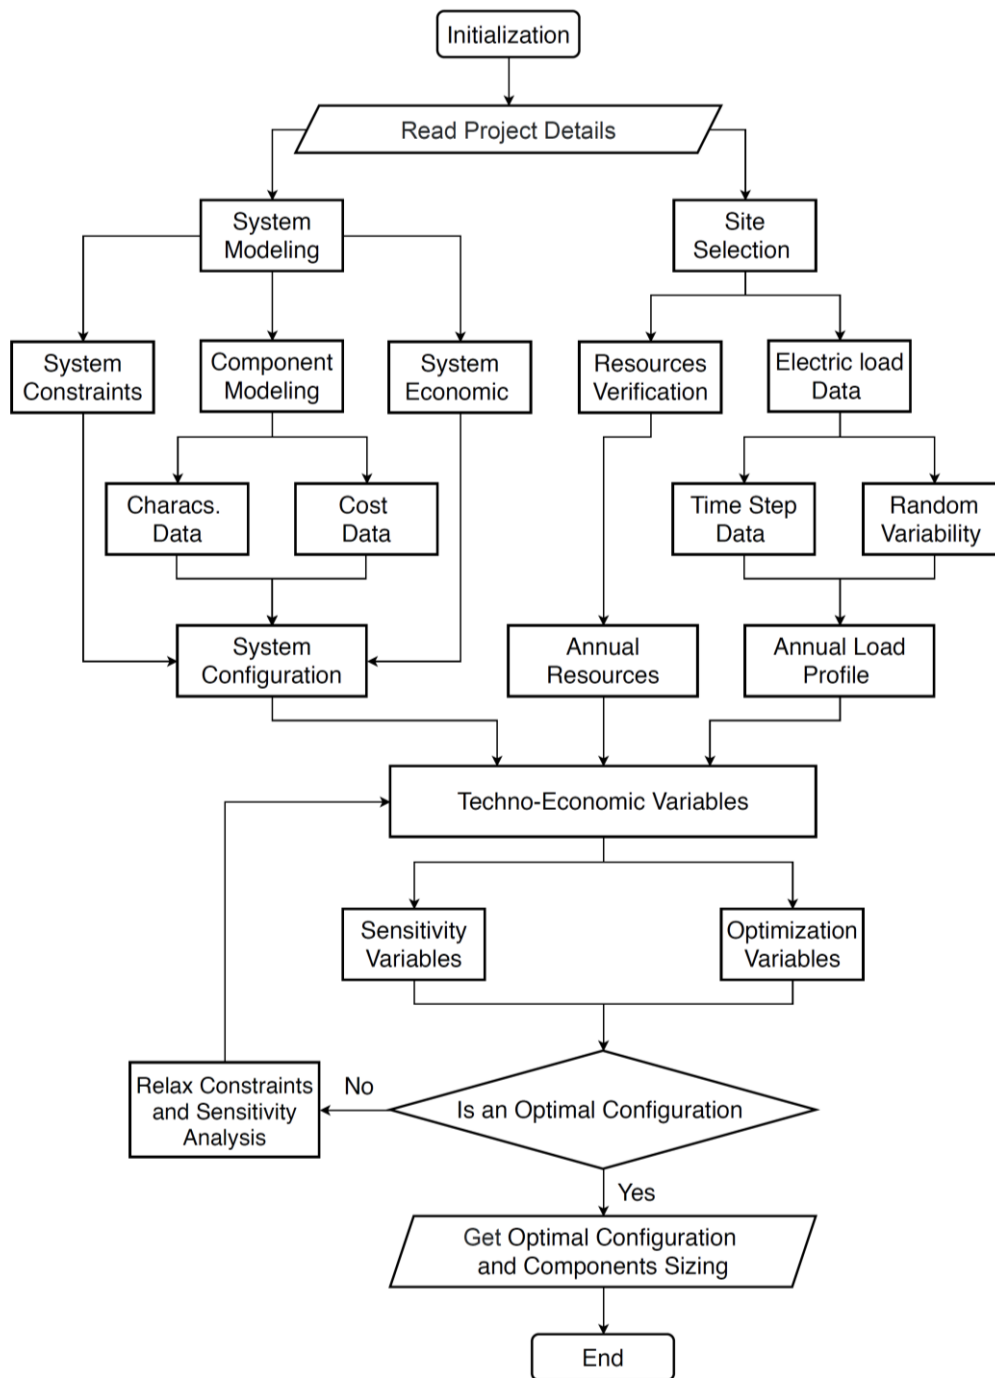 Initialization
Read Project Details
System
Modeling
Site
Selection
System
Constraints
Component
Modeling
System
Economic
Resources
Verification
Electric load
Data
Characs.
Data
Cost
Data
Time Step
Data
Random
Variability
System
Configuration
Annual
Resources
Annual Load
Profile
Techno-Economic Variables
Sensitivity
Variables
Optimization
Variables
Relax Constraints
and Sensitivity
Analysis
No
Is an Optimal Configuration
Yes
Get Optimal Configuration
and Components Sizing
End